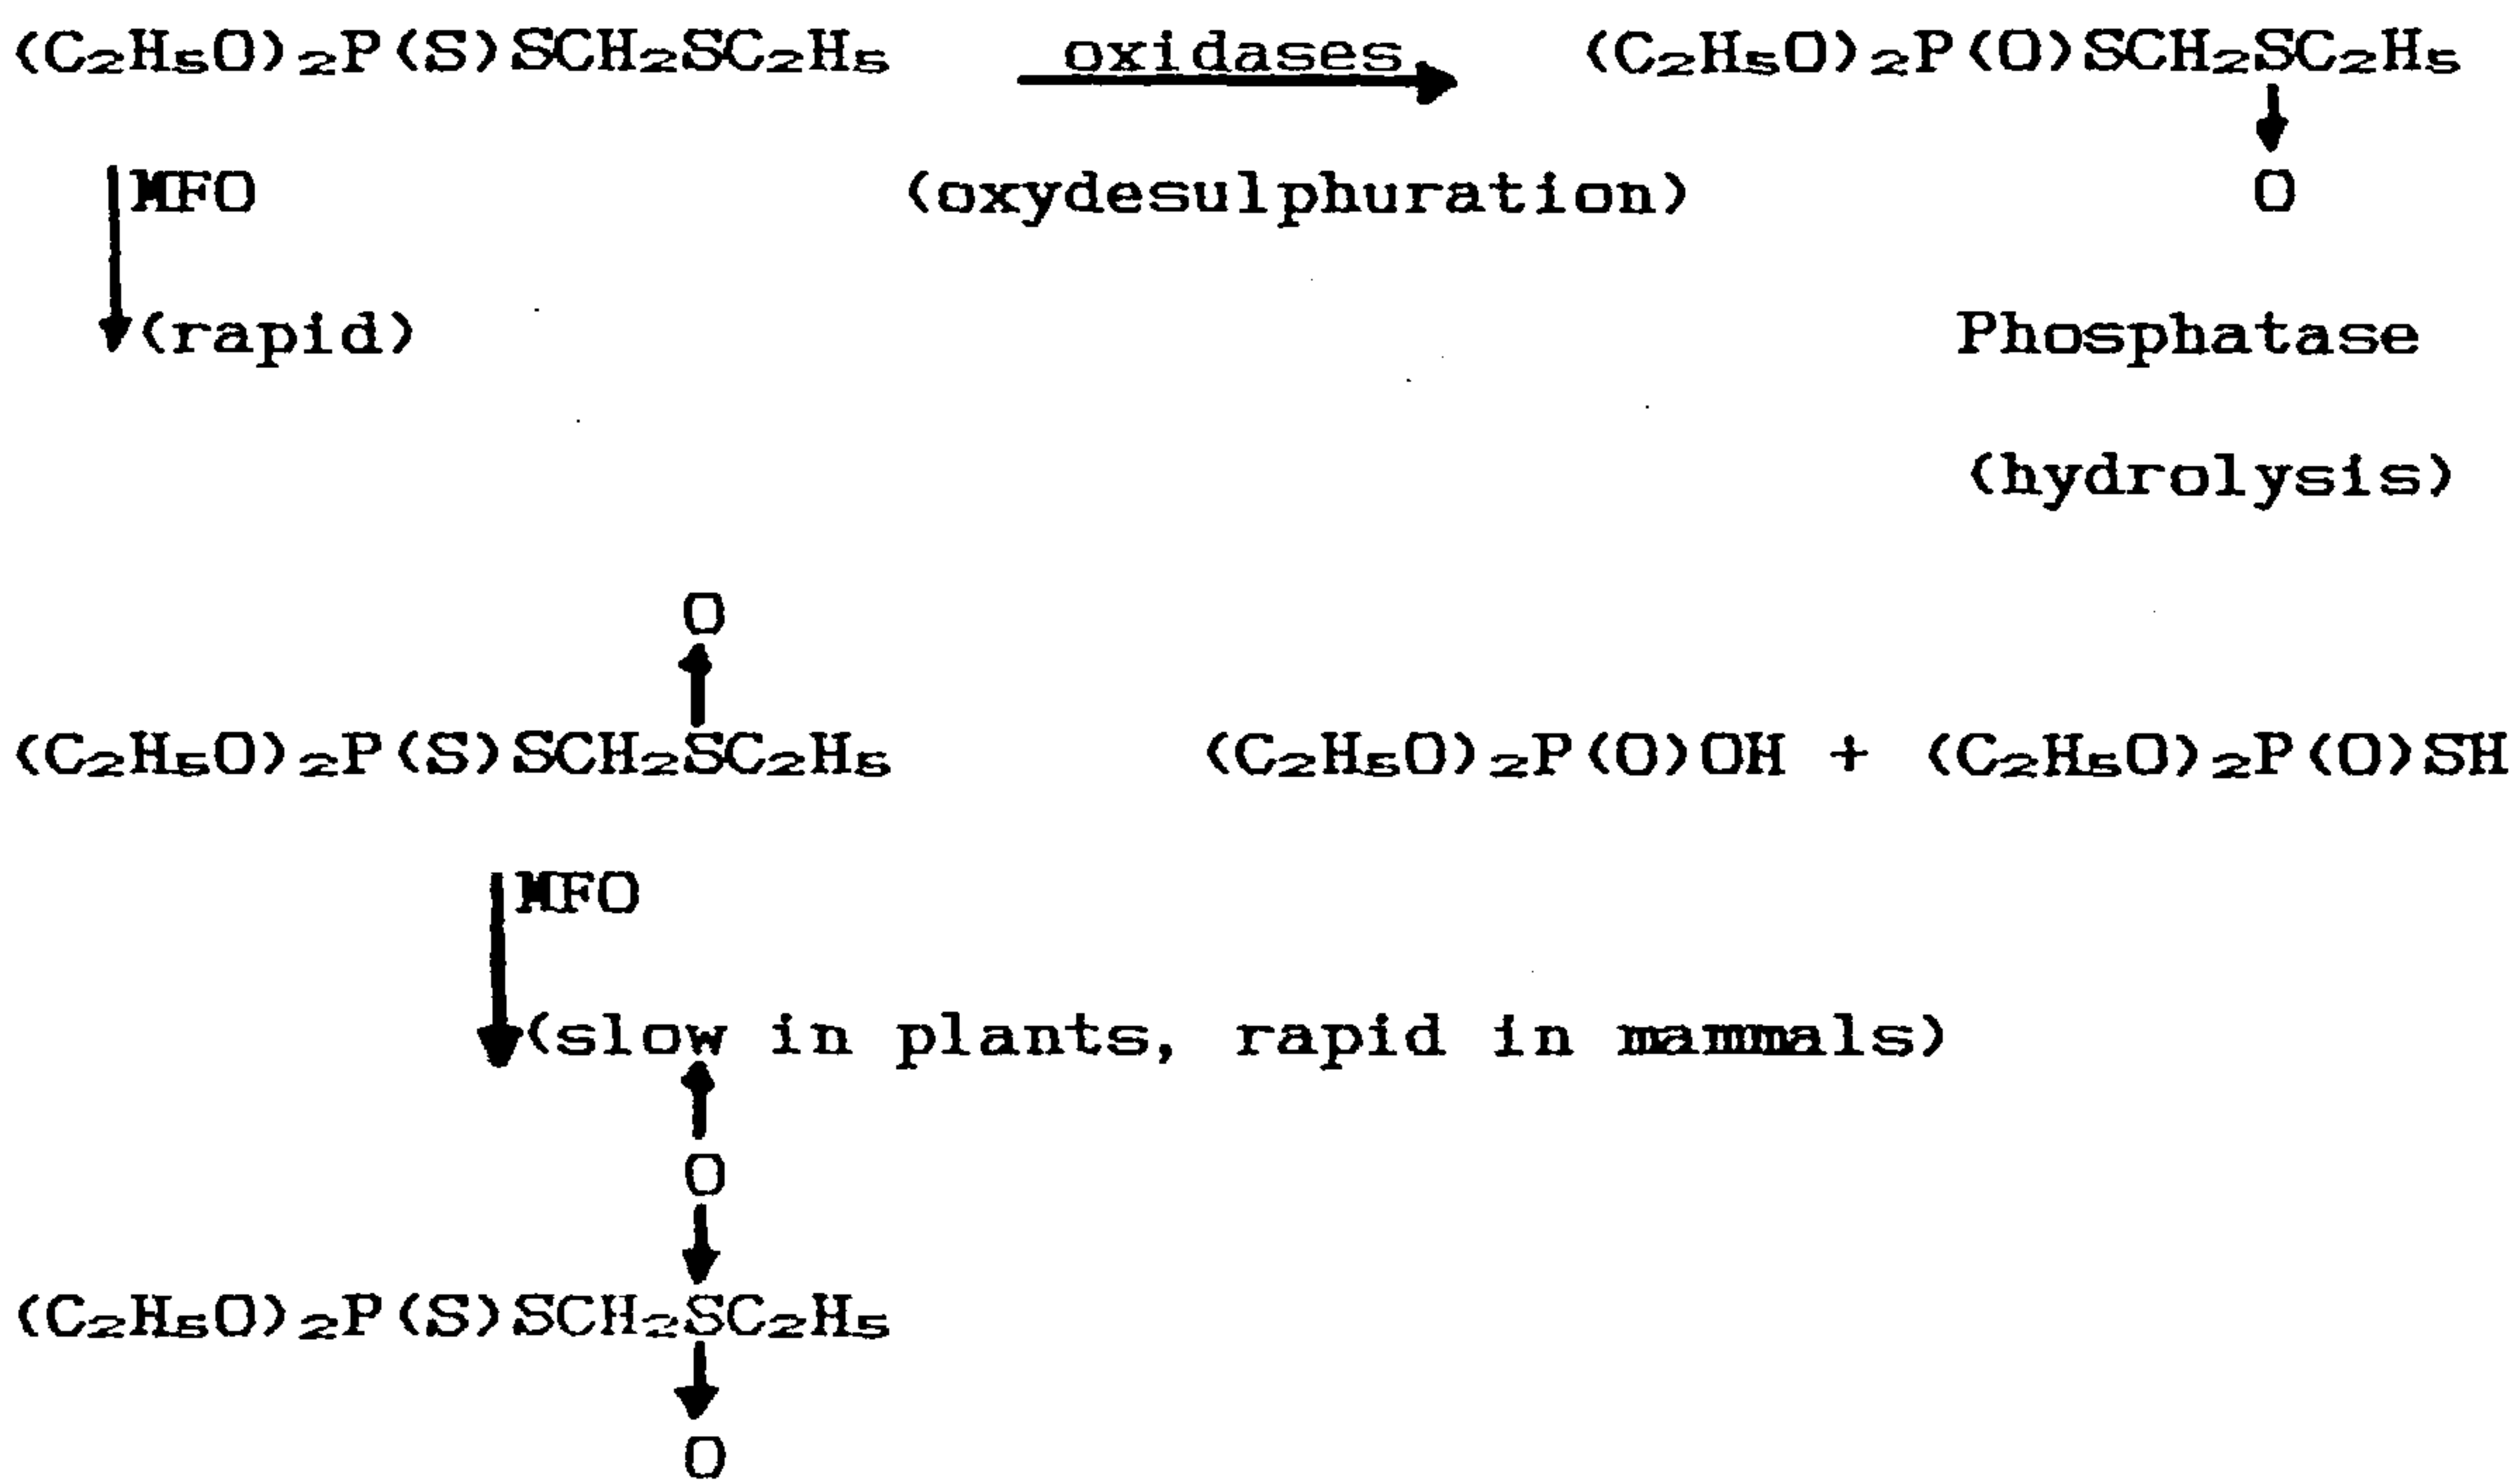 (C₂H₅O)₂P(S)SCH₂SC₂H₅ oxidases (C₂H₅O)₂P(O)SCH₂SC₂H₅
MFO (oxydesulphuration) O
(rapid) Phosphatase
(hydrolysis)
O
(C₂H₅O)₂P(S)SCH₂SC₂H₅ (C₂H₅O)₂P(O)OH + (C₂H₅O)₂P(O)SH
MFO
(slow in plants, rapid in mammals)
O
(C₂H₅O)₂P(S)SCH₂SC₂H₅
O